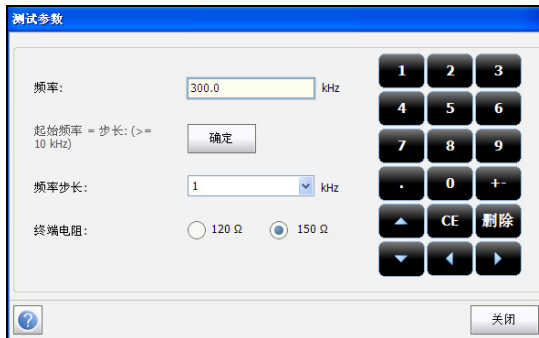 测试参数
频率: 300.0 kHz
起始频率 = 步长: (>=
10 kHz) 确定
频率步长: 1 kHz
终端电阻: 120 Ω 150 Ω
1 2 3
4 5 6
7 8 9
. 0 +-
CE 删除
?
关闭